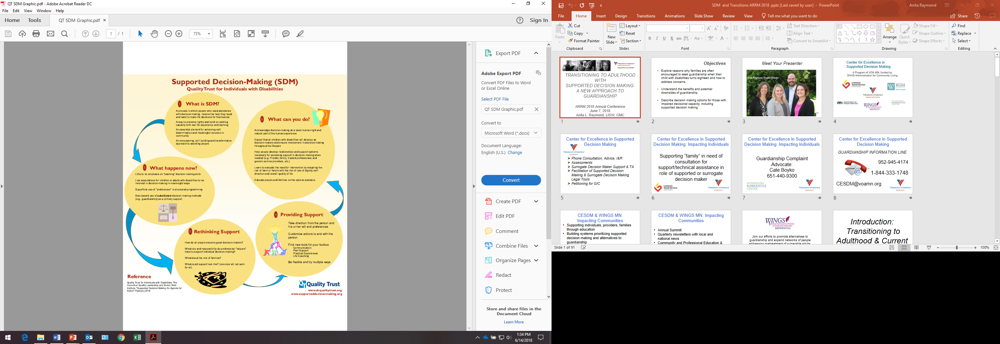 QT SDM Graphic.pdf - Adobe Acrobat Reader DC
File Edit View Window Help
Home Tools QT SDM Graphic.pdf × Sign In
1 / 1 73%
Supported Decision-Making (SDM)
Quality Trust for Individuals with Disabilities
1 What is SDM?
A process in which people who need assistance
with decision-making receive the help they need
and want to make life decisions for themselves
A way to preserve rights and build on existing
capacity with real life experience and learning
An essential element for achieving self-
determination and meaningful inclusion in
community
An empowering, skill building and transformative
approach to assisting people
2 What happens now?
Little to no emphasis on "teaching" decision-making skills
Low expectations for children or adults with disabilities to be
involved in decision-making in meaningful ways
Superficial use of "preferences" in structured programming
Bias toward use of substituted decision making methods
(e.g., guardianship) as a primary support
3 Rethinking Support
How do all people become good decision-makers?
What role and responsibility do professional "helpers"
have to support individual decision-making?
What about the role of families?
What could support look like? (one size will not work
for all)
4 Providing Support
Take direction from the person and
his or her will and preferences
Customize actions to and with the
person
Find new tools for your toolbox
Communication
Peer Support
Practical Experiences
Life Coaching
Be flexible and try multiple ways
5 What can you do?
Acknowledge decision-making as a basic human right and
natural part of the human experience
Expect that all children with disabilities will develop as
decision-makers and ensure involvement in decision-making
throughout the lifespan
Help people develop relationships and support systems
necessary for accessing support in decision-making when
needed (e.g. Friends, family, trusted professionals and
generic service providers, etc.)
Learn to evaluate the need for intervention by weighing the
risk of harm or failure with the risk of loss of dignity, self-
direction and overall quality of life.
Educate people and families on the options available.
Reference
Quality Trust for Individuals with Disabilities: The
Council on Quality Leadership, and Burton Blatt
Institute. "Supported Decision Making: An Agenda for
Action" -February 2014
Quality Trust
www.dcqualitytrust.org
www.supporteddecisionmaking.org
Export PDF
Adobe Export PDF
Convert PDF Files to Word
or Excel Online
Select PDF File
QT SDM Graphic.pdf
Convert to
Microsoft Word (*.docx)
Document Language:
English (U.S.) Change
Convert
Create PDF
Edit PDF
Comment
Combine Files
Organize Pages
Redact
Protect
Store and share files in the
Document Cloud
Learn More
1:34 PM
6/14/2018
SDM and Transitions ARRM 2018 .pptx [Last saved by user] - PowerPoint Anita Raymond
File Home Insert Design Transitions Animations Slide Show Review View Tell me what you want to do Share
Paste Cut Copy Format Painter
Clipboard
New Slide Layout Reset Section
Slides
Font
Text Direction Align Text Convert to SmartArt
Paragraph
Arrange Quick Styles Shape Fill Shape Outline Shape Effects
Drawing
Find Replace Select
Editing
Volunteers of America
TRANSITIONING TO ADULTHOOD
WITH
SUPPORTED DECISION MAKING:
A NEW APPROACH TO
GUARDIANSHIP
ARRM 2018 Annual Conference
June 7, 2018
Anita L. Raymond, LISW, CMC
1
Objectives
• Explore reasons why families are often
encouraged to seek guardianship when their
child with disabilities turns eighteen and how to
address concerns
• Understand the benefits and potential
downsides of guardianship
• Describe decision making options for those with
impaired decisional capacity, including
supported decision making
2
Meet Your Presenter
Anita Raymond, Project Director
3
Center for Excellence in
Supported Decision Making
A Program of VOA MN, funded by
DHHS Administration for Community Living
Lutheran
Social Service
WILDER
Volunteers of America
DEPARTMENT OF
HUMAN SERVICES
WINGS
MINNESOTA
MINNESOTA
ELDER JUSTICE
CENTER
4
Center for Excellence in Supported
Decision Making
Volunteers of America
MINNESOTA
➢ Phone Consultation, Advice, I&R
➢ Assessments
➢ Surrogate Decision Maker Support & TA
➢ Facilitation of Supported Decision
Making & Surrogate Decision Making
Legal Tools
➢ Petitioning for G/C
5
Center for Excellence in Supported
Decision Making: Impacting Individuals
Supporting "family" in need of
consultation for
support/technical assistance in
role of supported or surrogate
decision maker
Lutheran
Social Service
of Minnesota
Volunteers of America
MINNESOTA
6
Center for Excellence in Supported
Decision Making: Impacting Individuals
Guardianship Complaint
Advocate:
Cate Boyko
651-440-9300
MINNESOTA
ELDER JUSTICE
CENTER
Volunteers of America
MINNESOTA
7
Center for Excellence in Supported
Decision Making
GUARDIANSHIP INFORMATION LINE
952-945-4174
1-844-333-1748
CESDM@voamn.org
Volunteers of America
MINNESOTA
8
CESDM & WINGS MN:
Impacting Communities
• Supporting individuals, providers, families
through education
• Building systems prioritizing supported
decision making and alternatives to
guardianship
CESDM & WINGS MN: Impacting
Communities
• Annual Summit
• Quarterly newsletters with local and
national news
• Community and Professional Education &
WINGS
Working Interdisciplinary Networks
of Guardianship Stakeholders
MINNESOTA
Join our efforts to promote alternatives to
guardianship and expand networks of people
addressing maltreatment of vulnerable adults:
Introduction:
Transitioning to
Adulthood & Current
Slide 1 of 91 100%